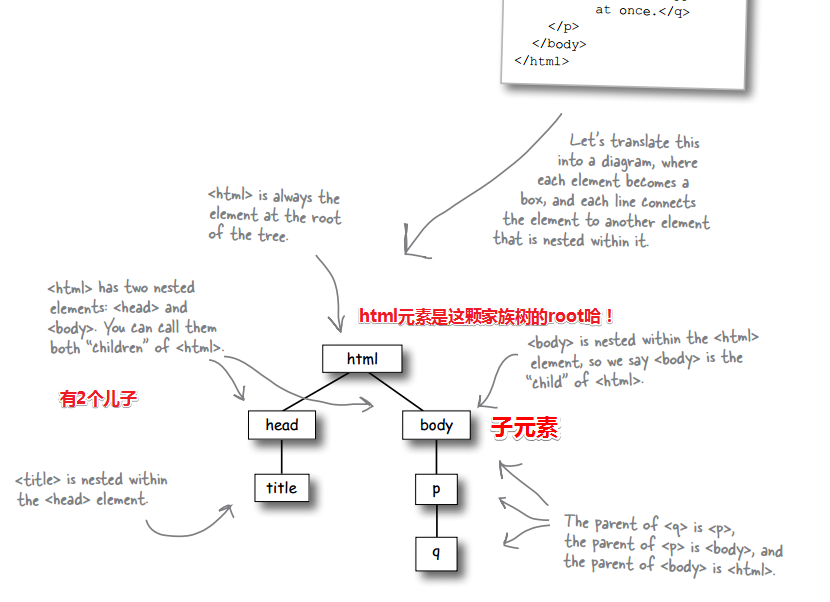 at once.</q>
</p>
</body>
</html>
Let's translate this
into a diagram, where
each element becomes a
box, and each line connects
the element to another element
that is nested within it.
<html> is always the
element at the root
of the tree.
<html> has two nested
elements: <head> and
<body>. You can call them
both "children" of <html>.
html元素是这颗家族树的root哈！
<body> is nested within the <html>
element, so we say <body> is the
"child" of <html>.
html
有2个儿子
head
body
子元素
<title> is nested within
the <head> element.
title
p
q
The parent of <q> is <p>,
the parent of <p> is <body>, and
the parent of <body> is <html>.